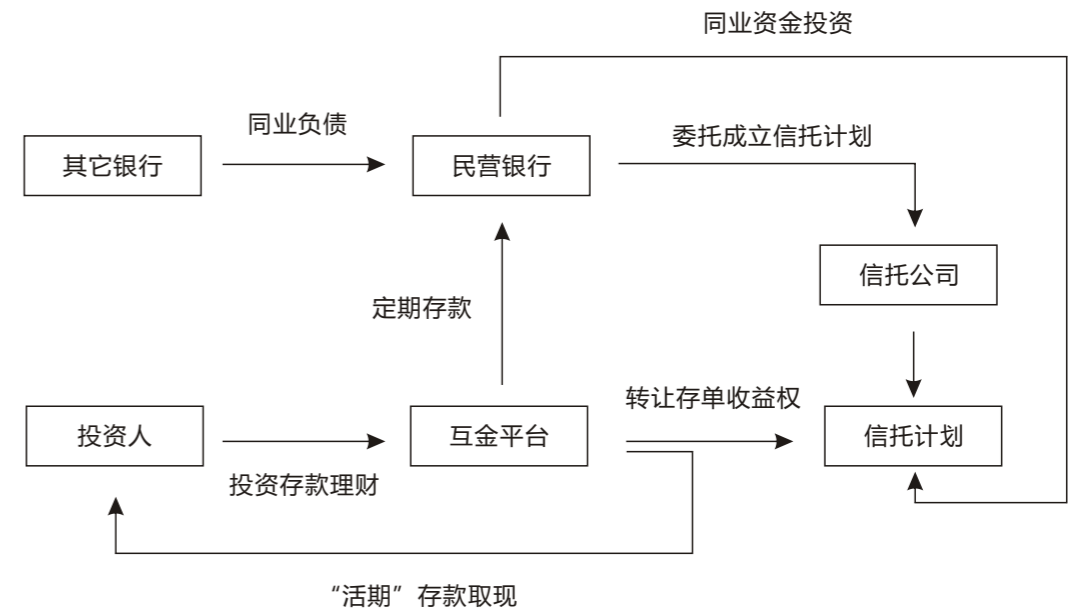 同业资金投资
同业负债
委托成立信托计划
其它银行
民营银行
信托公司
定期存款
转让存单收益权
投资人
互金平台
信托计划
投资存款理财
“活期”存款取现